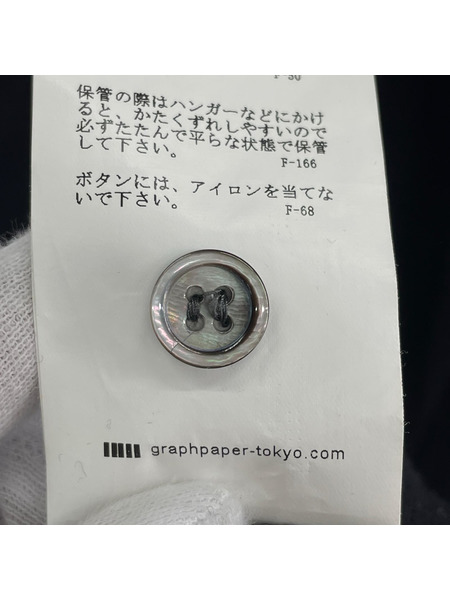 保管の際はハンガーなどにかけ
ると、かたくずれしやすいので
必ずたたんで平らな状態で保管
して下さい。 F-166
ボタンには、アイロンを当てな
いで下さい。 F-68
graphpaper-tokyo.com